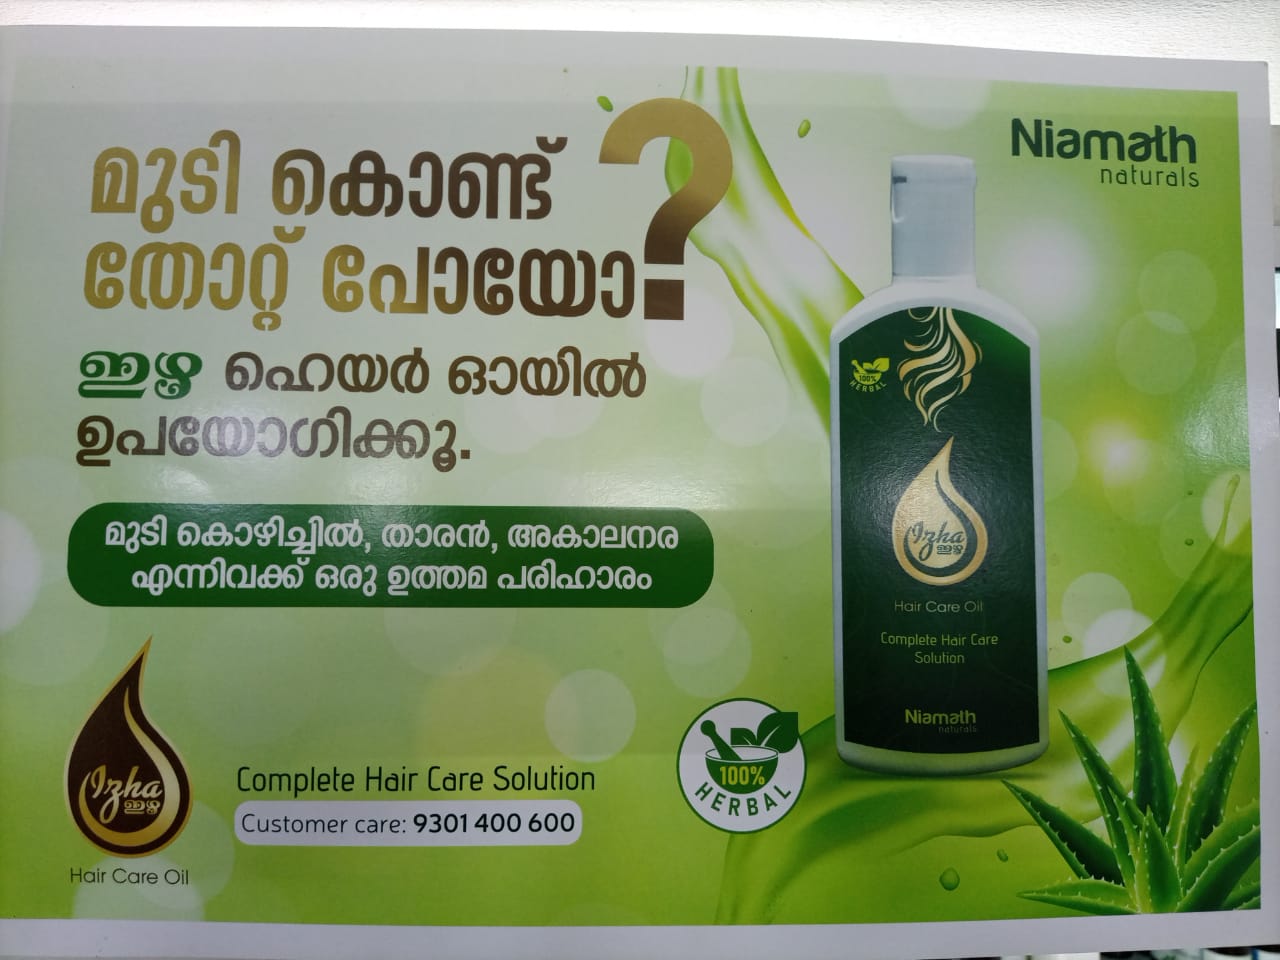 മുടി കൊണ്ട്
തോറ്റ് പോയോ?
ഇഴ ഹെയർ ഓയിൽ
ഉപയോഗിക്കൂ.
മുടി കൊഴിച്ചിൽ, താരൻ, അകാലനര
എന്നിവക്ക് ഒരു ഉത്തമ പരിഹാരം
Izha
ഇഴ
Hair Care Oil
Complete Hair Care Solution
Customer care: 9301 400 600
100%
HERBAL
Niamath
naturals
100%
HERBAL
Izha
ഇഴ
Hair Care Oil
Complete Hair Care
Solution
Niamath
naturals